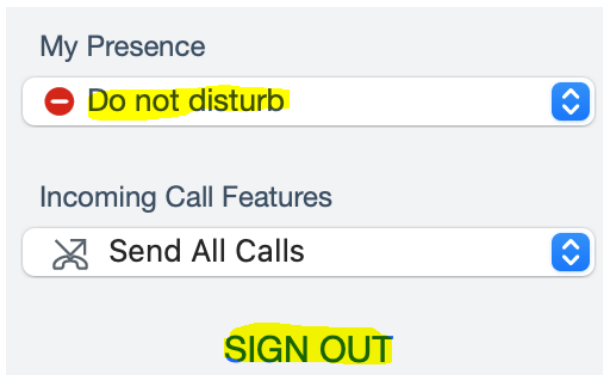 My Presence
Do not disturb
Incoming Call Features
Send All Calls
SIGN OUT